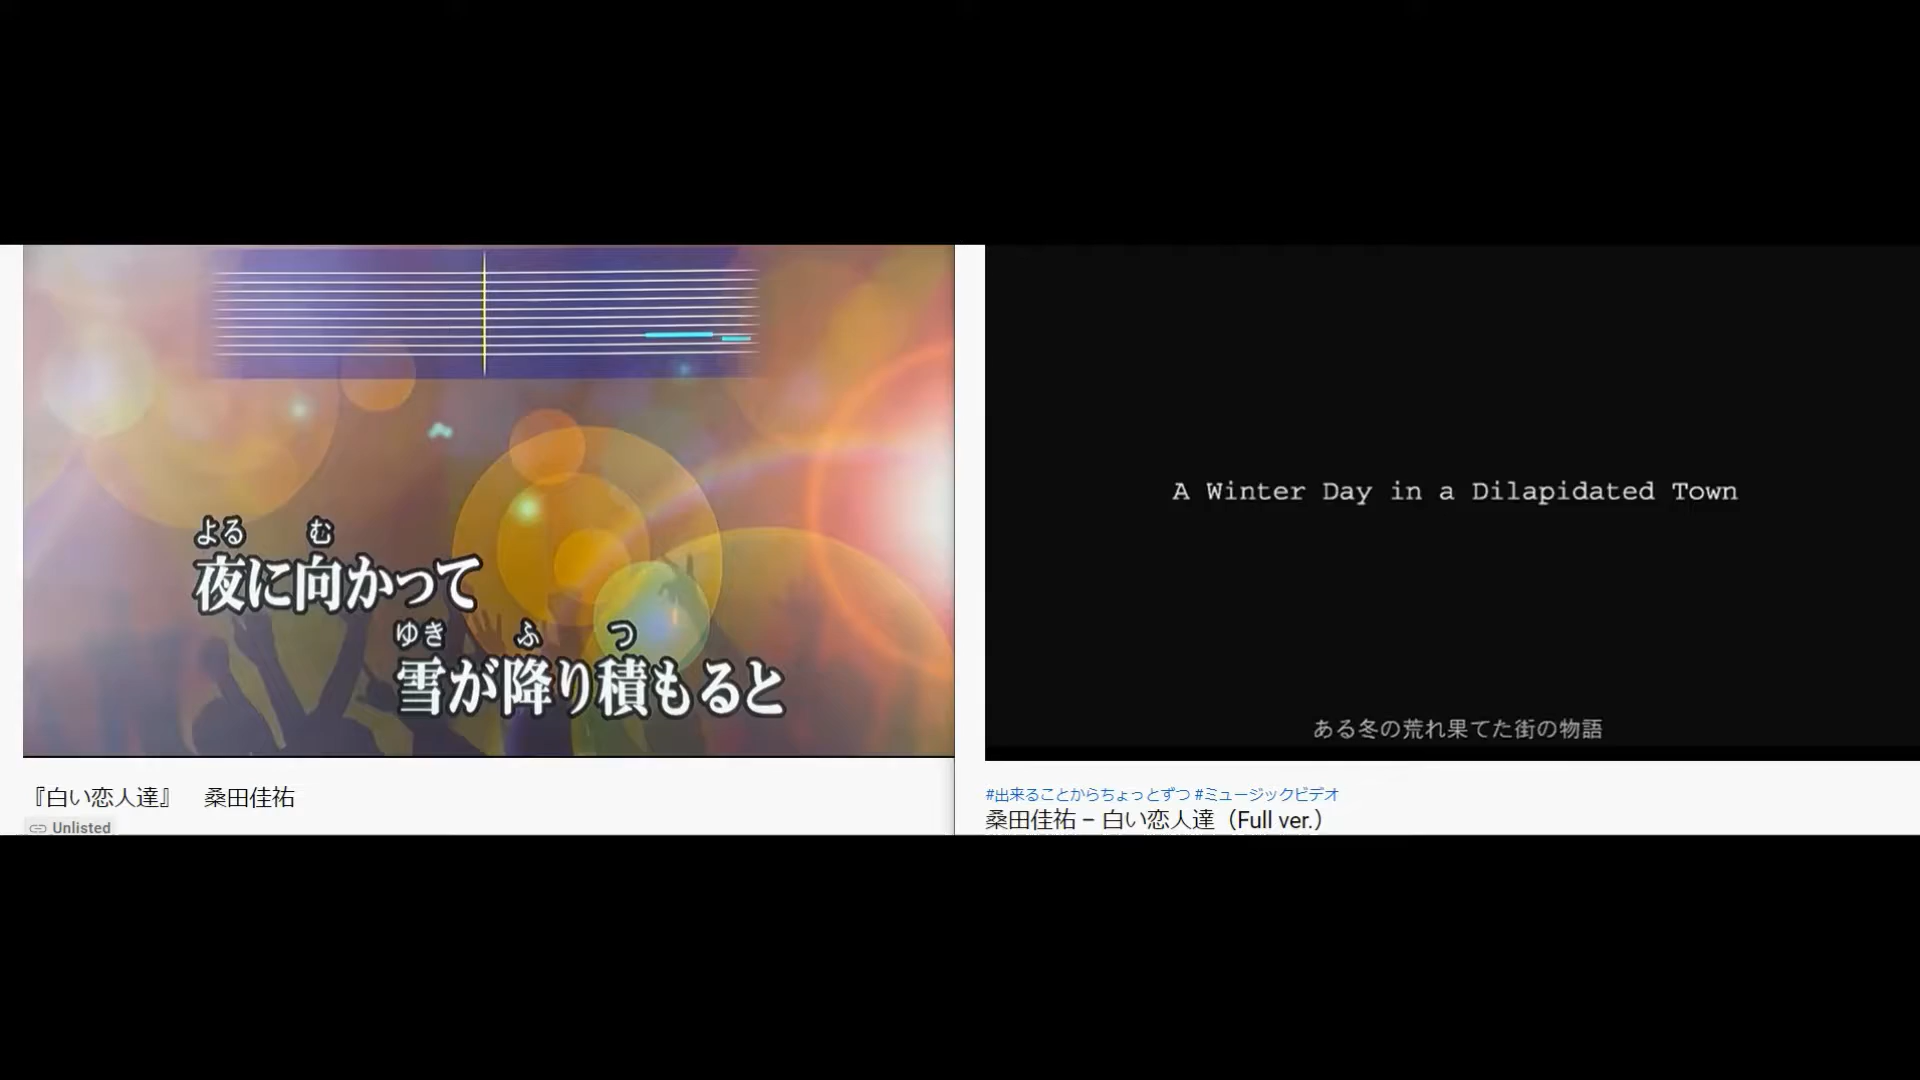 よる む
夜に向かって
ゆき ふ つ
雪が降り積もると
『白い恋人達』 桑田佳祐
Unlisted
A Winter Day in a Dilapidated Town
ある冬の荒れ果てた街の物語
#出来ることからちょっとずつ #ミュージックビデオ
桑田佳祐 – 白い恋人達（Full ver.）